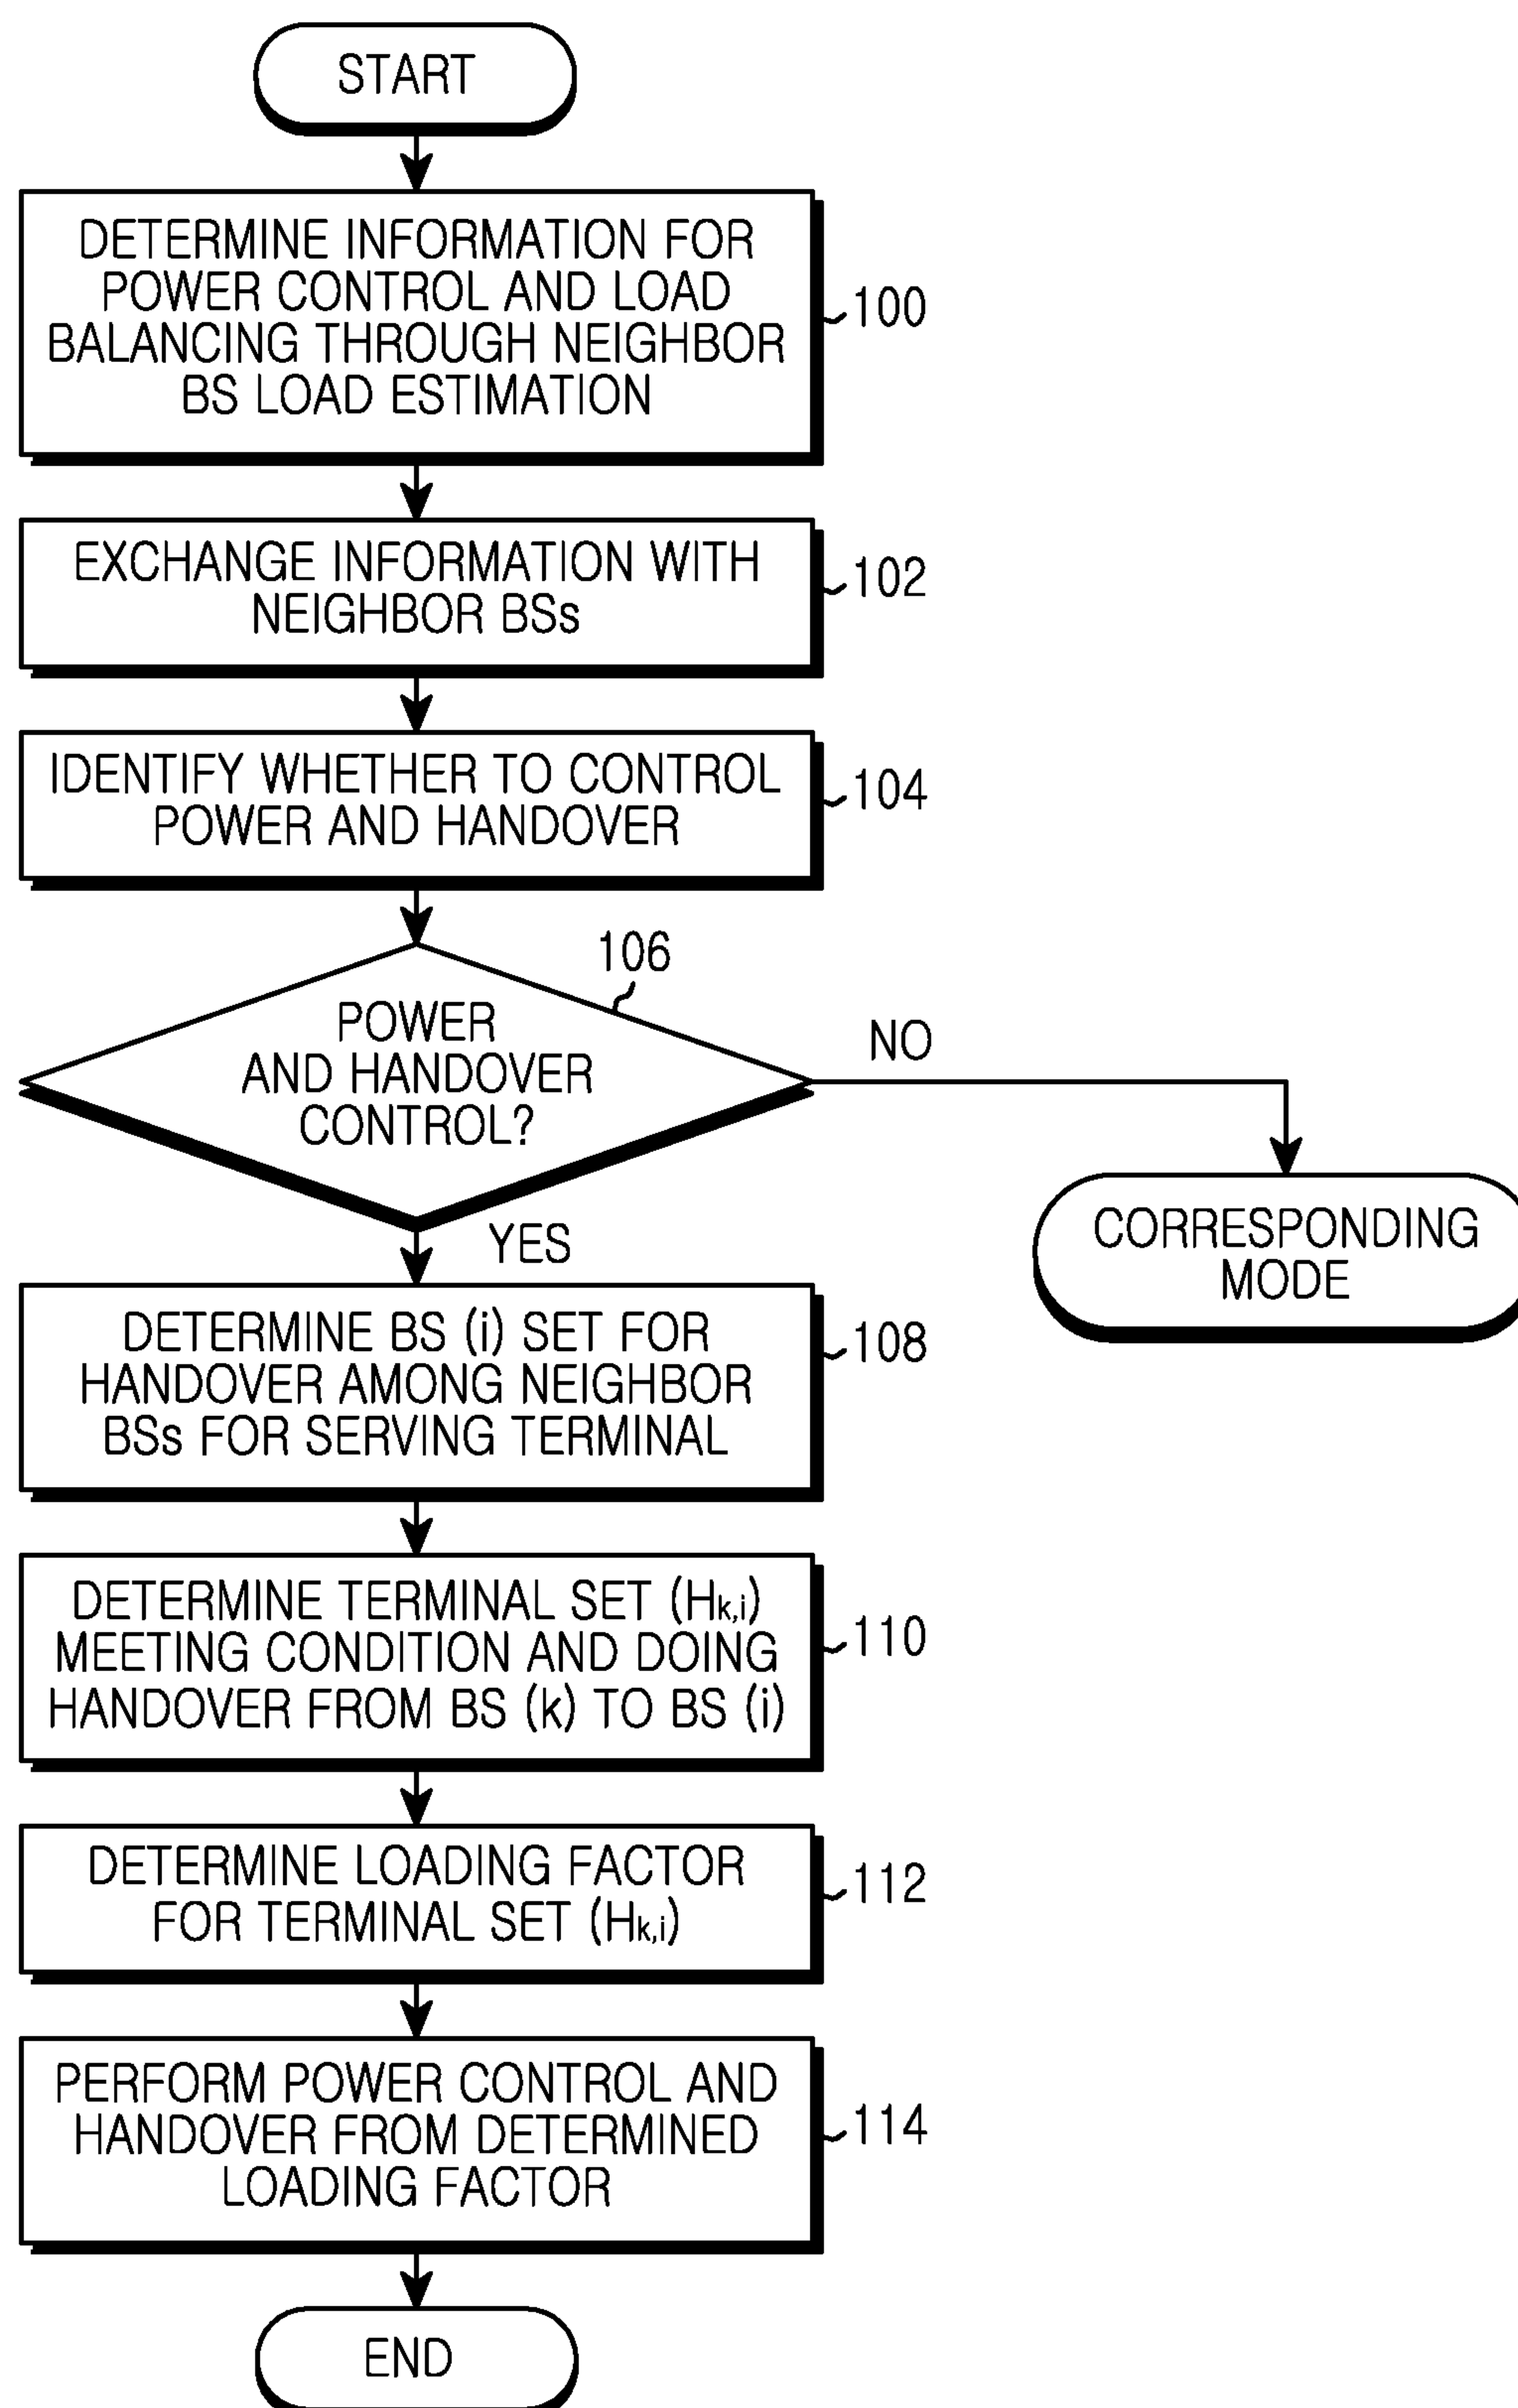 START
DETERMINE INFORMATION FOR
POWER CONTROL AND LOAD
BALANCING THROUGH NEIGHBOR
BS LOAD ESTIMATION
100
EXCHANGE INFORMATION WITH
NEIGHBOR BSs
102
IDENTIFY WHETHER TO CONTROL
POWER AND HANDOVER
104
106
POWER
AND HANDOVER
CONTROL?
NO
CORRESPONDING
MODE
YES
DETERMINE BS (i) SET FOR
HANDOVER AMONG NEIGHBOR
BSs FOR SERVING TERMINAL
108
DETERMINE TERMINAL SET (Hk,i)
MEETING CONDITION AND DOING
HANDOVER FROM BS (k) TO BS (i)
110
DETERMINE LOADING FACTOR
FOR TERMINAL SET (Hk,i)
112
PERFORM POWER CONTROL AND
HANDOVER FROM DETERMINED
LOADING FACTOR
114
END